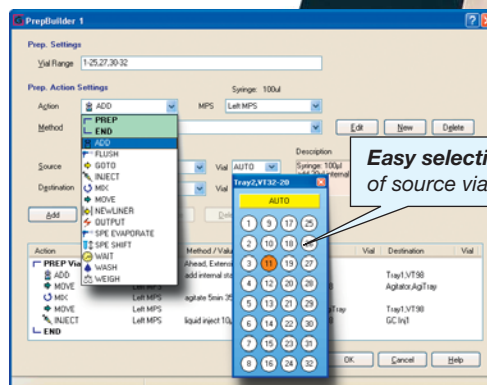 PrepBuilder 1
Prep. Settings
Vial Range 1-25,27,30-32
Prep. Action Settings Syringe: 100ul
Action ADD MPS Left MPS
Method Edit New Delete
PREP
END
ADD
FLUSH
GOTO
INJECT
MIX
MOVE
NEWLINER
OUTPUT
SPE EVAPORATE
SPE SHIFT
WAIT
WASH
WEIGH
Description
Source Vial AUTO Syringe: 100µl
Destination Vial
Easy selecti
of source via
Tray2,VT32-20
AUTO
1 9 17 25
2 10 18
3 11 19 27
4 12 20 28
5 13 21 29
6 14 22 30
7 15 23 31
8 16 24 32
Add
Action Method / Valu Vial Destination Vial
PREP Via Ahead, Extensi
ADD add internal sta Tray1,VT98
MOVE Left MPS Agitator,AgiTray
MIX Left MPS agitate 5min 35
MOVE Left MPS Tray Tray1,VT98
INJECT Left MPS liquid inject 10µ GC Inj1
END
OK Cancel Help